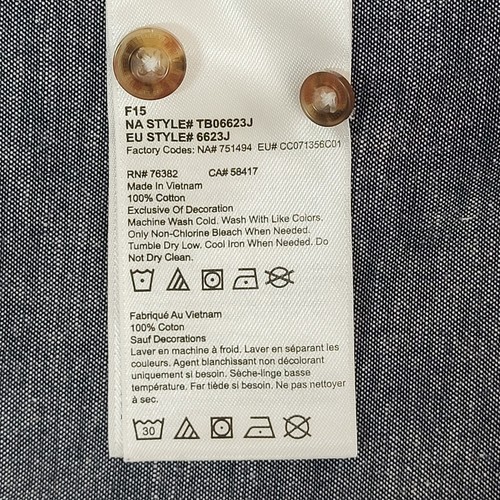 F15
NA STYLE# TB06623J
EU STYLE# 6623J
Factory Codes: NA# 751494 EU# CC071356C01
RN# 76382 CA# 58417
Made In Vietnam
100% Cotton
Exclusive Of Decoration
Machine Wash Cold. Wash With Like Colors.
Only Non-Chlorine Bleach When Needed.
Tumble Dry Low. Cool Iron When Needed. Do
Not Dry Clean.
Fabriqué Au Vietnam
100% Coton
Sauf Decorations
Laver en machine à froid. Laver en séparant les
couleurs. Agent blanchissant non décolorant
uniquement si besoin. Sèche-linge basse
température. Fer tiède si besoin. Ne pas nettoyer
à sec.
30